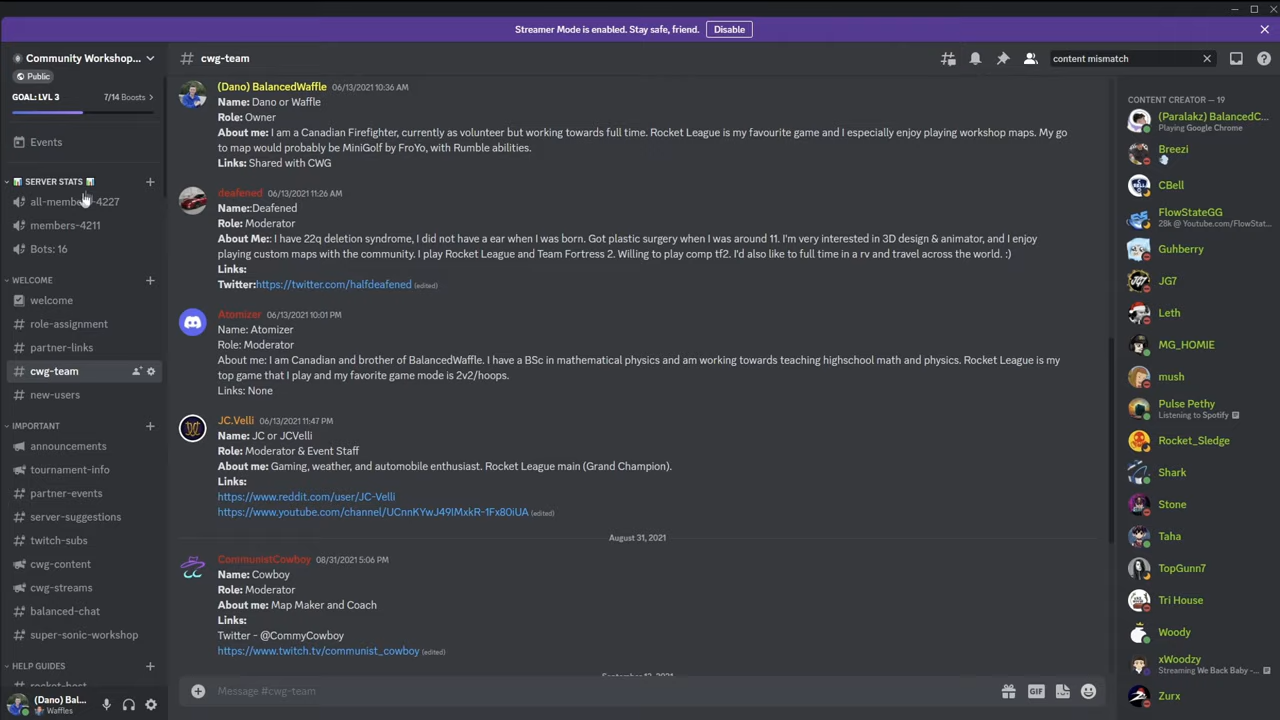 Streamer Mode is enabled. Stay safe, friend. Disable
Community Workshop...
Public
GOAL: LVL 3 7/14 Boosts
Events
SERVER STATS
all-members-4227
members-4211
Bots: 16
WELCOME
welcome
role-assignment
partner-links
cwg-team
new-users
IMPORTANT
announcements
tournament-info
partner-events
server-suggestions
twitch-subs
cwg-content
cwg-streams
balanced-chat
super-sonic-workshop
HELP GUIDES
rocket-host
(Dano) Bal...
Waffles
cwg-team
content mismatch
(Dano) BalancedWaffle 06/13/2021 10:36 AM
Name: Dano or Waffle
Role: Owner
About me: I am a Canadian Firefighter, currently as volunteer but working towards full time. Rocket League is my favourite game and I especially enjoy playing workshop maps. My go
to map would probably be MiniGolf by FroYo, with Rumble abilities.
Links: Shared with CWG
deafened 06/13/2021 11:26 AM
Name:Deafened
Role: Moderator
About Me: I have 22q deletion syndrome, I did not have a ear when I was born. Got plastic surgery when I was around 11. I'm very interested in 3D design & animator, and I enjoy
playing custom maps with the community. I play Rocket League and Team Fortress 2. Willing to play comp tf2. I'd also like to full time in a rv and travel across the world. :)
Links:
Twitter:https://twitter.com/halfdeafened (edited)
Atomizer 06/13/2021 10:01 PM
Name: Atomizer
Role: Moderator
About me: I am Canadian and brother of BalancedWaffle. I have a BSc in mathematical physics and am working towards teaching highschool math and physics. Rocket League is my
top game that I play and my favorite game mode is 2v2/hoops.
Links: None
JC.Velli 06/13/2021 11:47 PM
Name: JC or JCVelli
Role: Moderator & Event Staff
About me: Gaming, weather, and automobile enthusiast. Rocket League main (Grand Champion).
Links:
https://www.reddit.com/user/JC-Velli
https://www.youtube.com/channel/UCnnKYwJ49IMxkR-1Fx80iUA (edited)
August 31, 2021
CommunistCowboy 08/31/2021 5:06 PM
Name: Cowboy
Role: Moderator
About me: Map Maker and Coach
Links:
Twitter - @CommyCowboy
https://www.twitch.tv/communist_cowboy (edited)
Message #cwg-team
GIF
CONTENT CREATOR — 19
(Paralakz) BalancedC...
Playing Google Chrome
Breezi
CBell
FlowStateGG
28k @ Youtube.com/FlowStat...
Guhberry
JG7
Leth
MG_HOMIE
mush
Pulse Pethy
Listening to Spotify
Rocket_Sledge
Shark
Stone
Taha
TopGunn7
Tri House
Woody
xWoodzy
Streaming We Back Baby - ...
Zurx